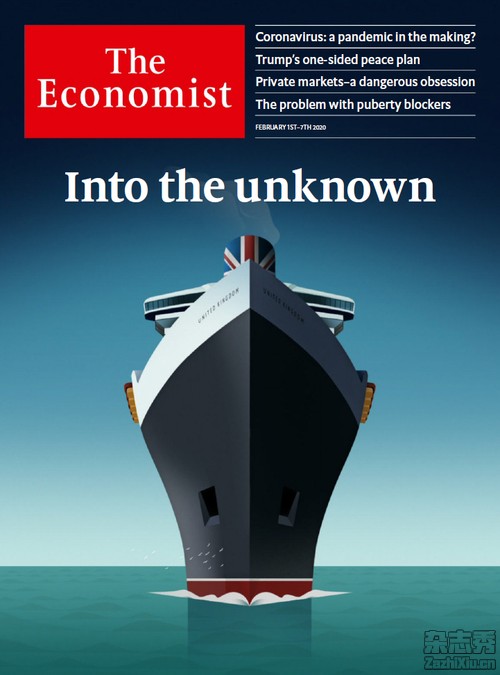 The
Economist
Coronavirus: a pandemic in the making?
Trump's one-sided peace plan
Private markets–a dangerous obsession
The problem with puberty blockers
FEBRUARY 1ST–7TH 2020
Into the unknown
UNITED KINGDOM
UNITED KINGDOM
杂志秀
ZazhiXiu.cn